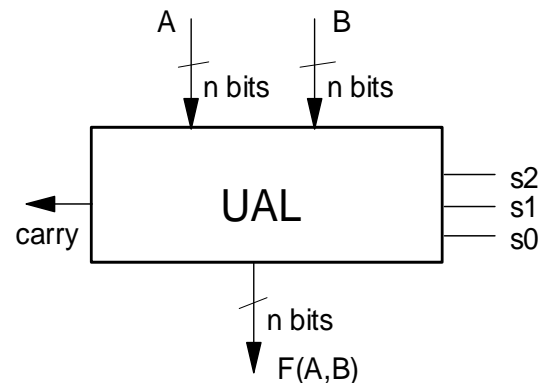 A B
n bits n bits
UAL
s2
s1
s0
carry
n bits
F(A,B)